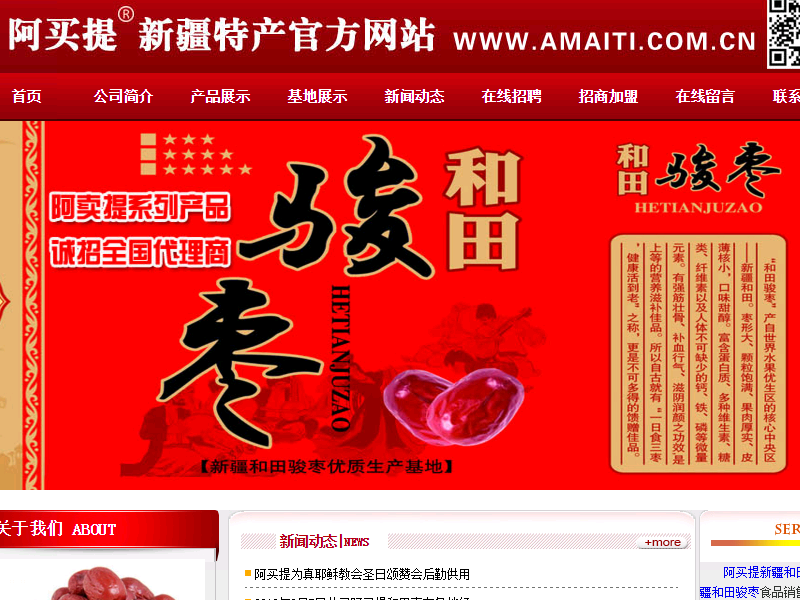 阿买提® 新疆特产官方网站 WWW.AMAITI.COM.CN
首页 公司简介 产品展示 基地展示 新闻动态 在线招聘 招商加盟 在线留言 联系
阿卖提系列产品
诚招全国代理商
和田
骏枣
HETIANJUZAO
【新疆和田骏枣优质生产基地】
和田 骏枣
HETIANJUZAO
“和田骏枣”产自世界水果优生区的核心中央区
——新疆和田。枣形大、颗粒饱满、果肉厚实、皮
薄核小，口味甜醇。富含蛋白质、多种维生素、糖
类、纤维素以及人体不可缺少的钙、铁、磷等微量
元素。有强筋壮骨、补血行气、滋阴润颜之功效是
上等的营养滋补佳品。所以自古就有“一日食三枣
，健康活到老”之称，更是不可多得的馈赠佳品。
关于我们 ABOUT
新闻动态|NEWS
+more
阿买提为真耶稣教会圣日颂赞会后勤供用
SER
阿买提新疆和田
疆和田骏枣食品销售